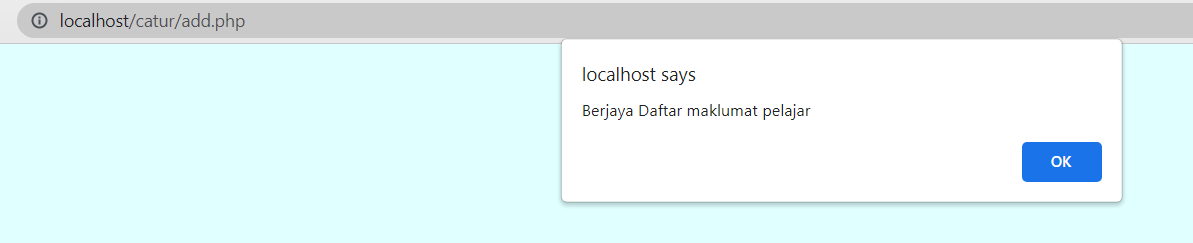 localhost/catur/add.php
localhost says
Berjaya Daftar maklumat pelajar
OK